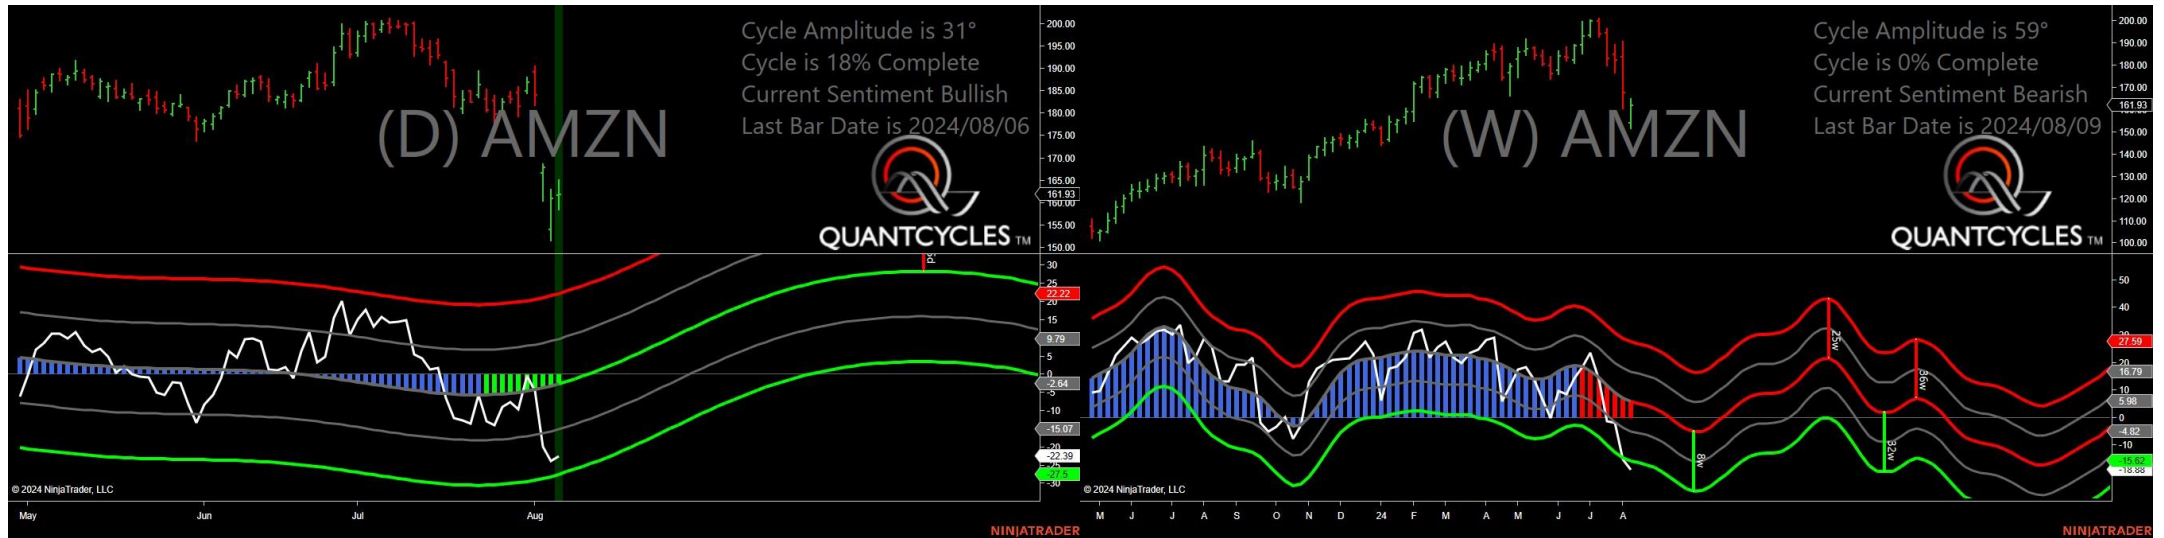 Cycle Amplitude is 31°
Cycle is 18% Complete
Current Sentiment Bullish
Last Bar Date is 2024/08/06
(D) AMZN
QUANTCYCLES TM
200.00
195.00
190.00
185.00
180.00
175.00
170.00
165.00
161.93
160.00
155.00
150.00
30
25
22.22
20
15
9.79
5
0
-2.64
-5
-10
-15.07
-20
-22.39
-25
-27.5
-30
© 2024 NinjaTrader, LLC
May Jun Jul Aug
NINJATRADER
Cycle Amplitude is 59°
Cycle is 0% Complete
Current Sentiment Bearish
Last Bar Date is 2024/08/09
(W) AMZN
QUANTCYCLES TM
200.00
190.00
180.00
170.00
161.93
150.00
140.00
130.00
120.00
110.00
100.00
50
40
27.59
20
16.79
10
5.98
0
-4.82
-10
-15.62
-18.88
8w
25w
32w
36w
© 2024 NinjaTrader, LLC
M J J A S O N D 24 F M A M J J A
NINJATRADER